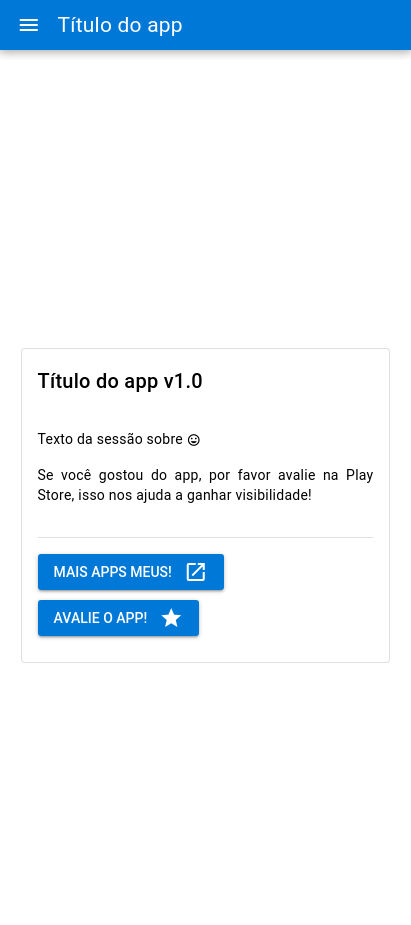 Título do app
Título do app v1.0
Texto da sessão sobre
Se você gostou do app, por favor avalie na Play
Store, isso nos ajuda a ganhar visibilidade!
MAIS APPS MEUS!
AVALIE O APP!